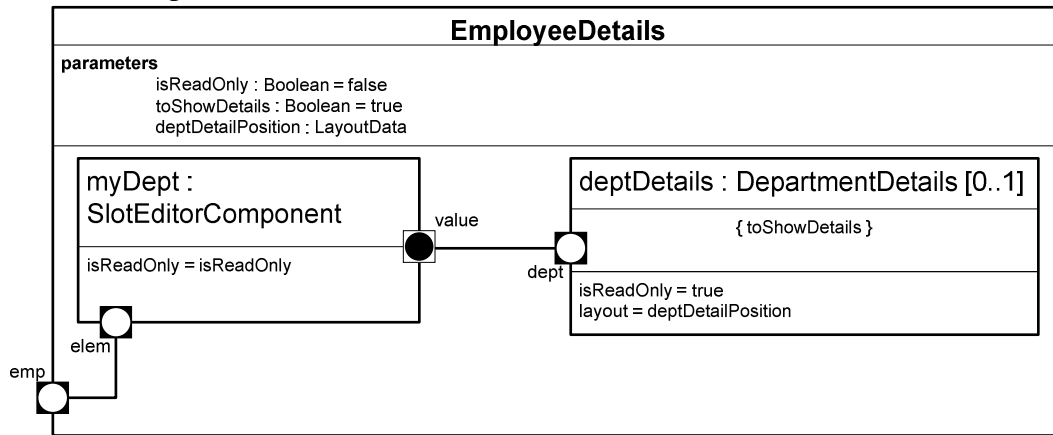 EmployeeDetails
parameters
isReadOnly : Boolean = false
toShowDetails : Boolean = true
deptDetailPosition : LayoutData
myDept :
SlotEditorComponent
isReadOnly = isReadOnly
value
deptDetails : DepartmentDetails [0..1]
{ toShowDetails }
dept
isReadOnly = true
layout = deptDetailPosition
elem
emp